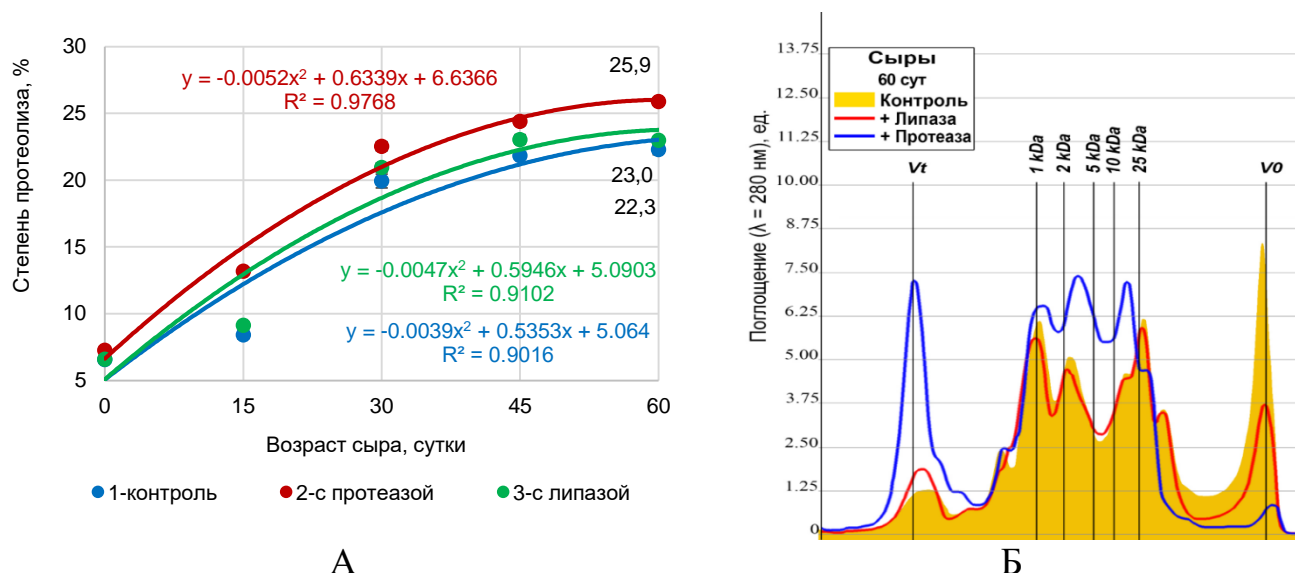 Степень протеолиза, %
30
25
20
15
10
5
0
15
30
45
60
y = -0.0052x² + 0.6339x + 6.6366
R² = 0.9768
25,9
23,0
22,3
y = -0.0047x² + 0.5946x + 5.0903
R² = 0.9102
y = -0.0039x² + 0.5353x + 5.064
R² = 0.9016
Возраст сыра, сутки
1-контроль
2-с протеазой
3-с липазой
А
Поглощение (λ = 280 нм), ед.
13.75
12.50
11.25
10.00
8.75
7.50
6.25
5.00
3.75
2.50
1.25
0.00
Сыры
60 сут
Контроль
+ Липаза
+ Протеаза
Vt
1 kDa
2 kDa
5 kDa
10 kDa
25 kDa
V0
Б